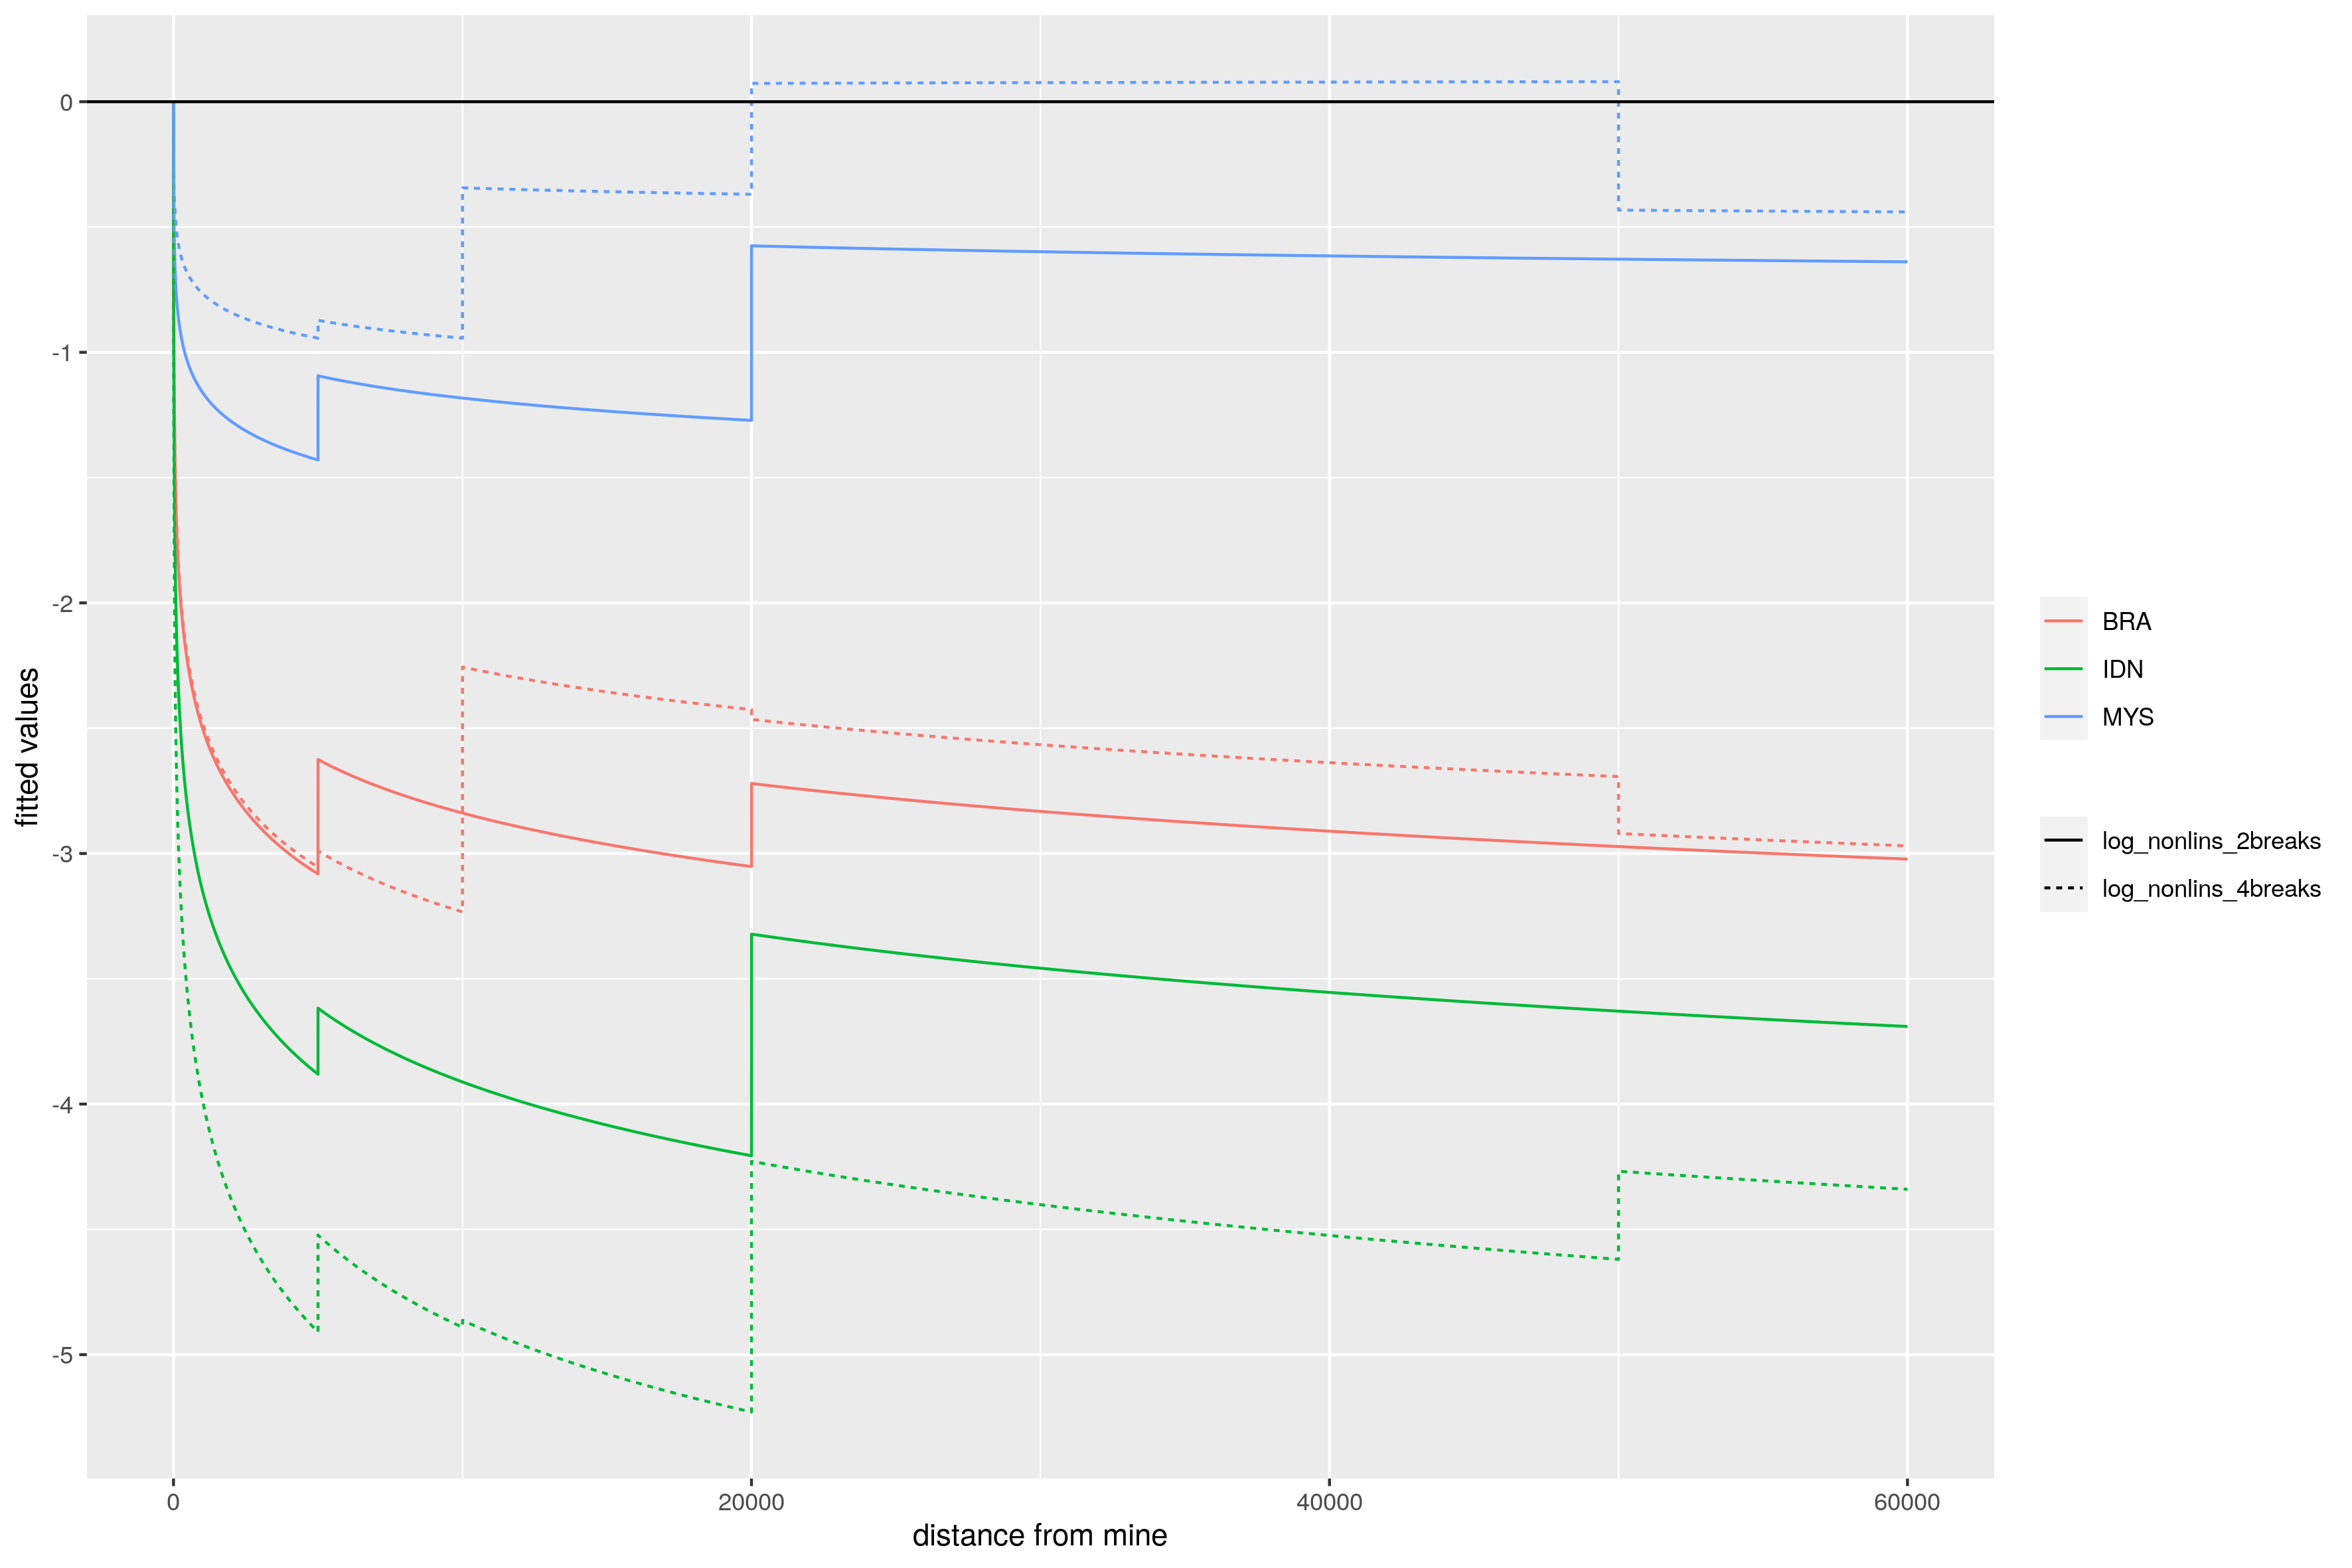 0
-1
-2
-3
-4
-5
fitted values
0
20000
40000
60000
distance from mine
BRA
IDN
MYS
log_nonlins_2breaks
log_nonlins_4breaks